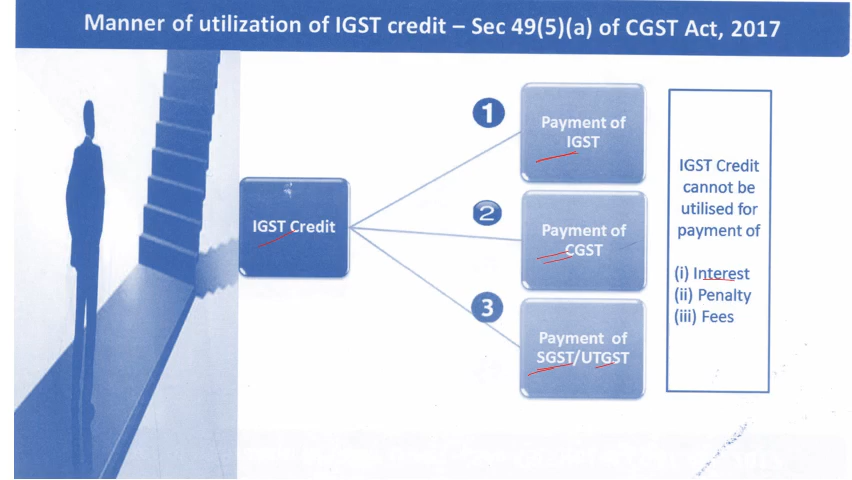 Manner of utilization of IGST credit – Sec 49(5)(a) of CGST Act, 2017
IGST Credit
1
Payment of
IGST
2
Payment of
CGST
3
Payment of
SGST/UTGST
IGST Credit
cannot be
utilised for
payment of
(i) Interest
(ii) Penalty
(iii) Fees